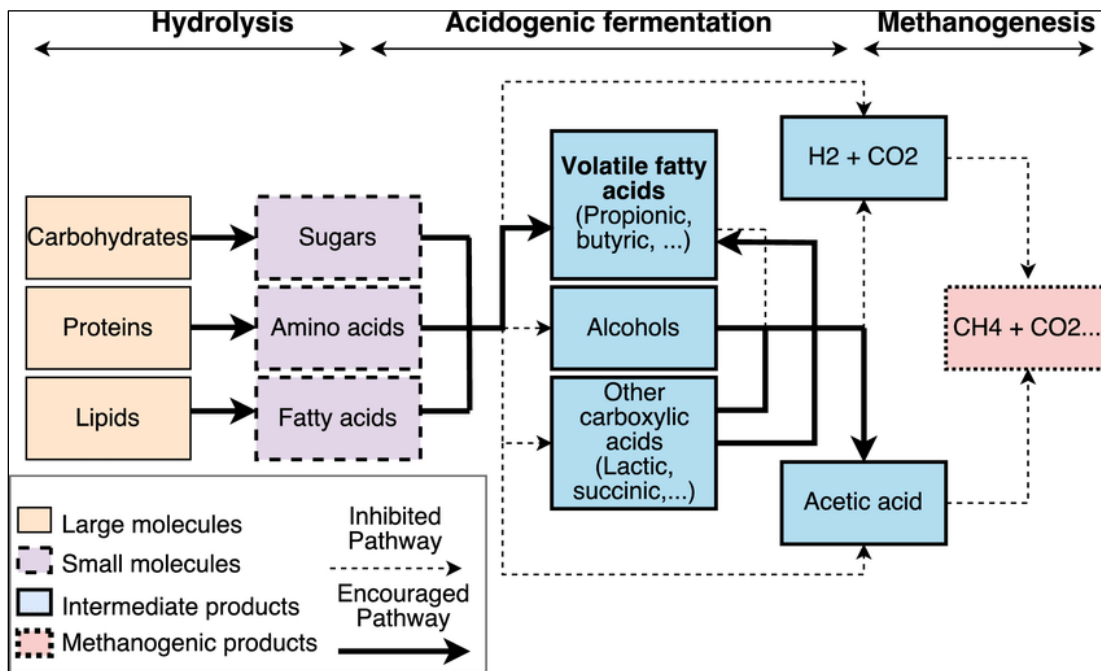 Hydrolysis
Acidogenic fermentation
Methanogenesis
Carbohydrates
Proteins
Lipids
Sugars
Amino acids
Fatty acids
Volatile fatty
acids
(Propionic,
butyric, ...)
Alcohols
Other
carboxylic
acids
(Lactic,
succinic,...)
H2 + CO2
Acetic acid
CH4 + CO2...
Large molecules
Small molecules
Intermediate products
Methanogenic products
Inhibited
Pathway
Encouraged
Pathway